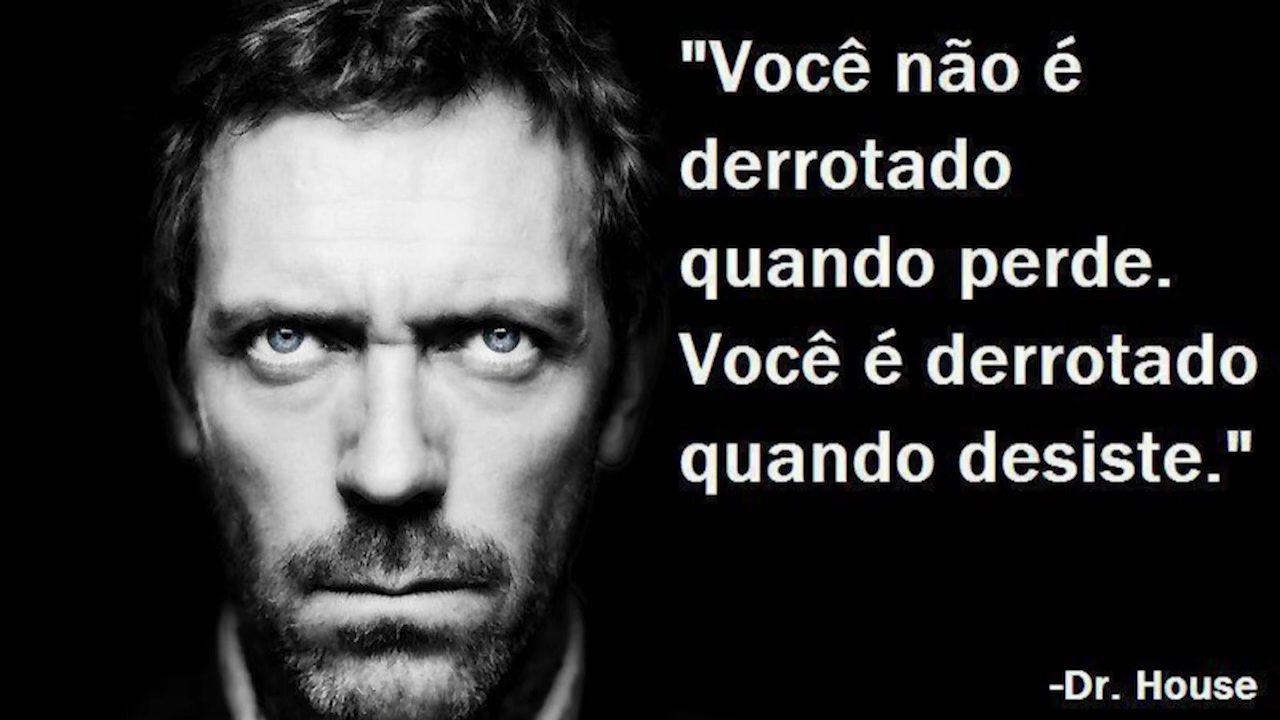 "Você não é
derrotado
quando perde.
Você é derrotado
quando desiste."
-Dr. House